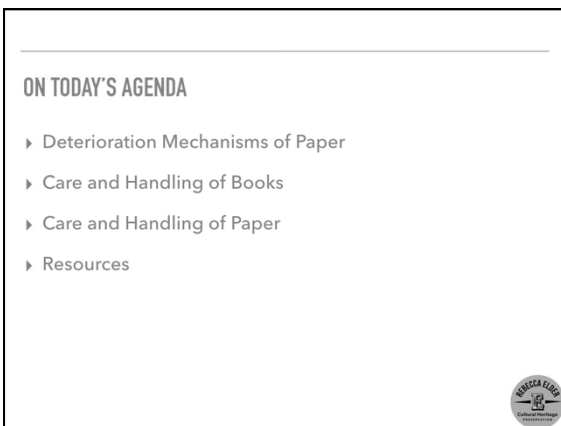 ON TODAY'S AGENDA
Deterioration Mechanisms of Paper
Care and Handling of Books
Care and Handling of Paper
Resources
REBECCA ELDER
E
Cultural Heritage
PRESERVATION